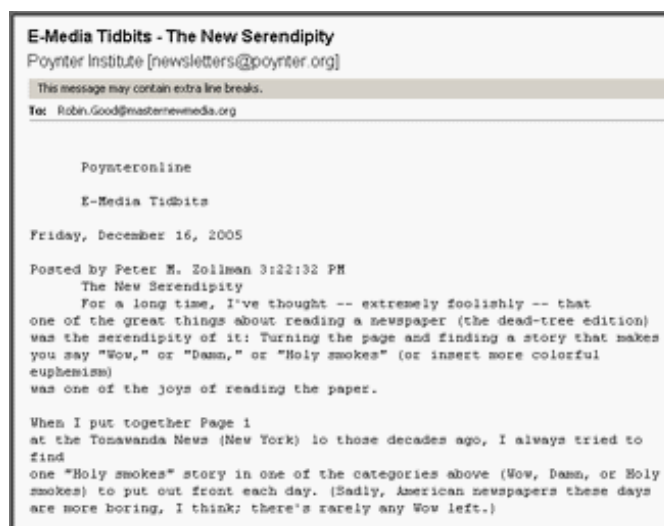 E-Media Tidbits - The New Serendipity
Poynter Institute [newsletters@poynter.org]
This message may contain extra line breaks.
To: Robin.Good@masternewmedia.org
Poynteronline
E-Media Tidbits
Friday, December 16, 2005
Posted by Peter M. Zollman 3:22:32 PM
The New Serendipity
For a long time, I've thought -- extremely foolishly -- that
one of the great things about reading a newspaper (the dead-tree edition)
was the serendipity of it: Turning the page and finding a story that makes
you say "Wow," or "Damn," or "Holy smokes" (or insert more colorful
euphemism)
was one of the joys of reading the paper.
When I put together Page 1
at the Tonawanda News (New York) lo those decades ago, I always tried to
find
one "Holy smokes" story in one of the categories above (Wow, Damn, or Holy
smokes) to put out front each day. (Sadly, American newspapers these days
are more boring, I think; there's rarely any Wow left.)